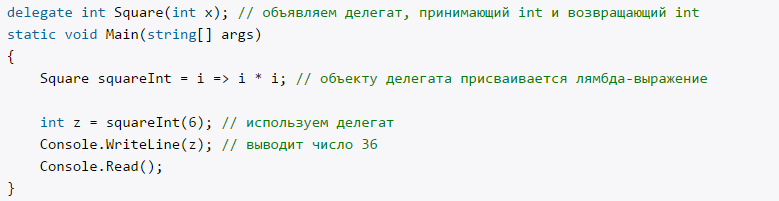 delegate int Square(int x); // объявляем делегат, принимающий int и возвращающий int
static void Main(string[] args)
{
    Square squareInt = i => i * i; // объекту делегата присваивается лямбда-выражение

    int z = squareInt(6); // используем делегат
    Console.WriteLine(z); // выводит число 36
    Console.Read();
}